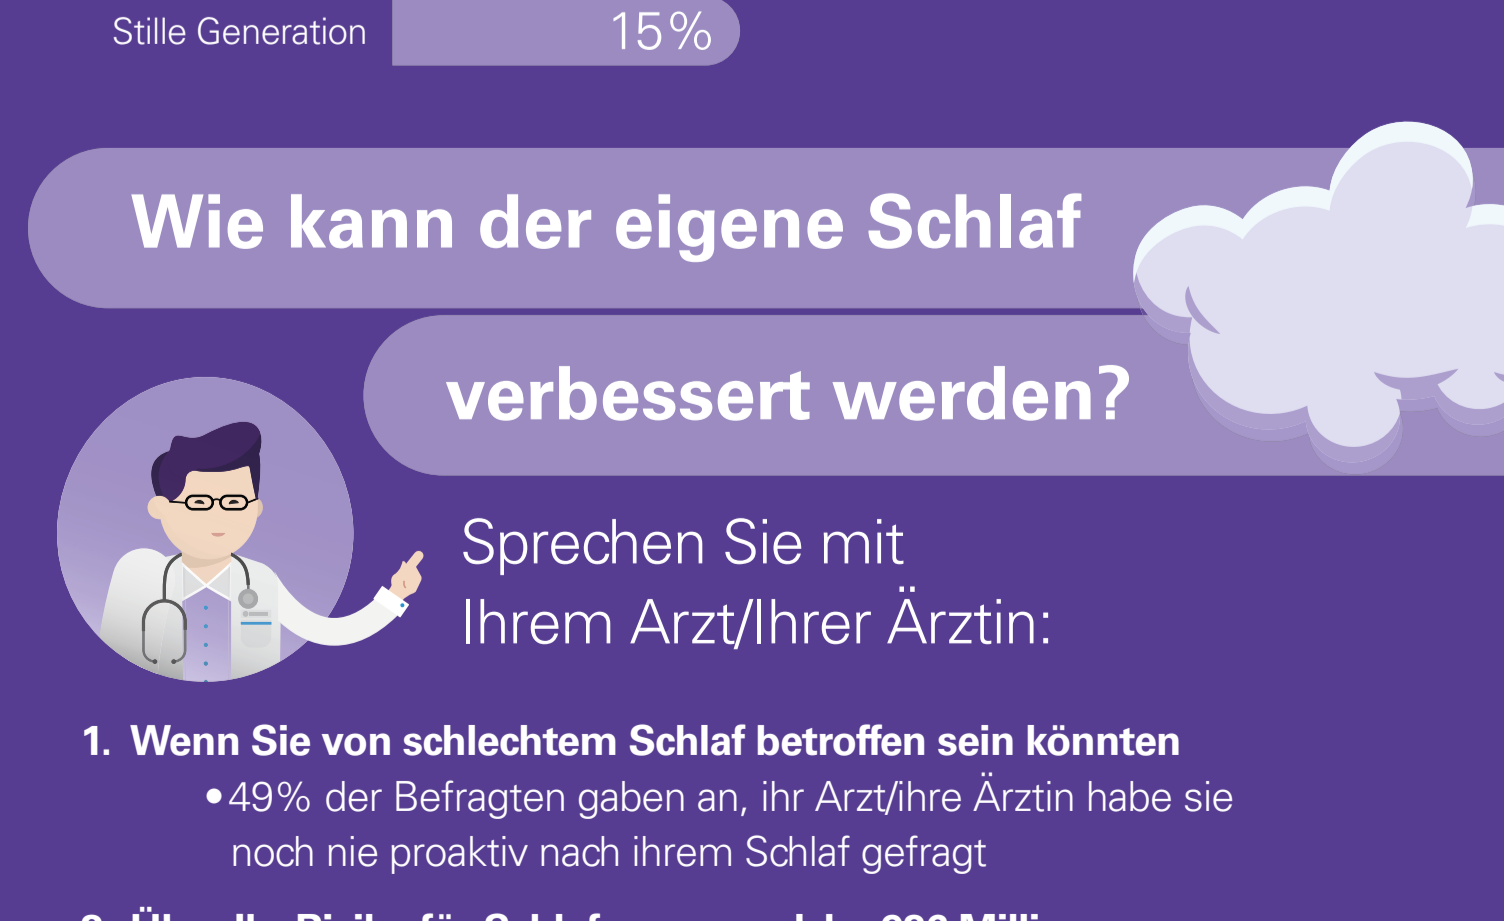 Stille Generation 15%
Wie kann der eigene Schlaf
verbessert werden?
Sprechen Sie mit
Ihrem Arzt/Ihrer Ärztin:
1. Wenn Sie von schlechtem Schlaf betroffen sein könnten
•49% der Befragten gaben an, ihr Arzt/ihre Ärztin habe sie
noch nie proaktiv nach ihrem Schlaf gefragt